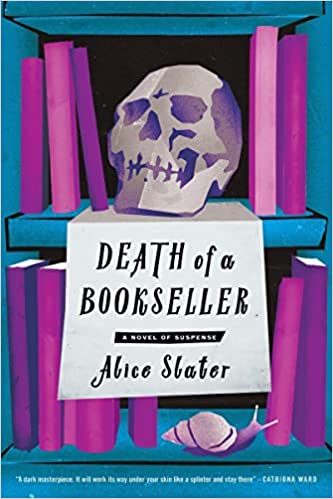 DEATH of a
BOOKSELLER
A NOVEL OF SUSPENSE
Alice Slater
"A dark masterpiece. It will work its way under your skin like a splinter and stay there" —CATRIONA WARD